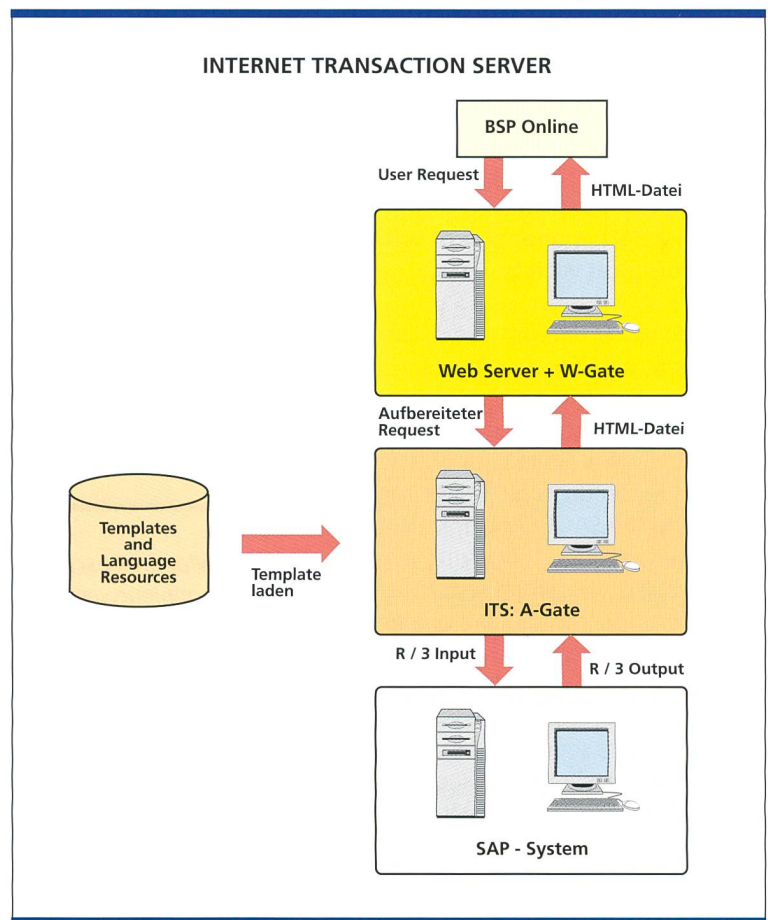 INTERNET TRANSACTION SERVER
BSP Online
User Request
HTML-Datei
Web Server + W-Gate
Aufbereiteter
Request
HTML-Datei
Templates
and
Language
Resources
Template
laden
ITS: A-Gate
R / 3 Input
R / 3 Output
SAP - System